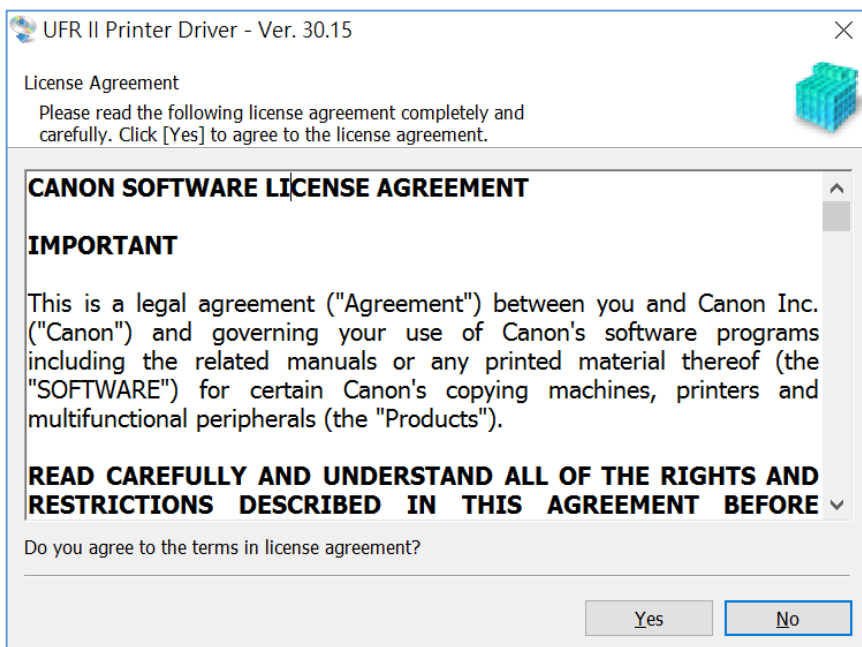 UFR II Printer Driver - Ver. 30.15
License Agreement
Please read the following license agreement completely and
carefully. Click [Yes] to agree to the license agreement.
CANON SOFTWARE LICENSE AGREEMENT
IMPORTANT
This is a legal agreement ("Agreement") between you and Canon Inc.
("Canon") and governing your use of Canon's software programs
including the related manuals or any printed material thereof (the
"SOFTWARE") for certain Canon's copying machines, printers and
multifunctional peripherals (the "Products").
READ CAREFULLY AND UNDERSTAND ALL OF THE RIGHTS AND
RESTRICTIONS DESCRIBED IN THIS AGREEMENT BEFORE
Do you agree to the terms in license agreement?
Yes No